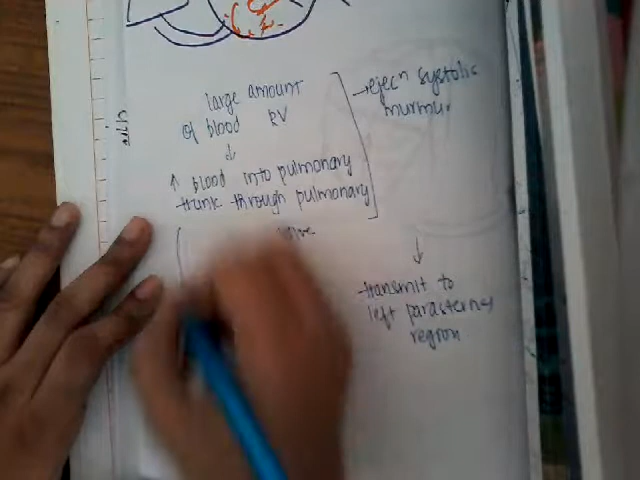 large amount
of blood RV
↓
↑ blood into pulmonary
trunk through pulmonary
→ejecn systolic
murmur
↓
transmit to
left parasternal
region